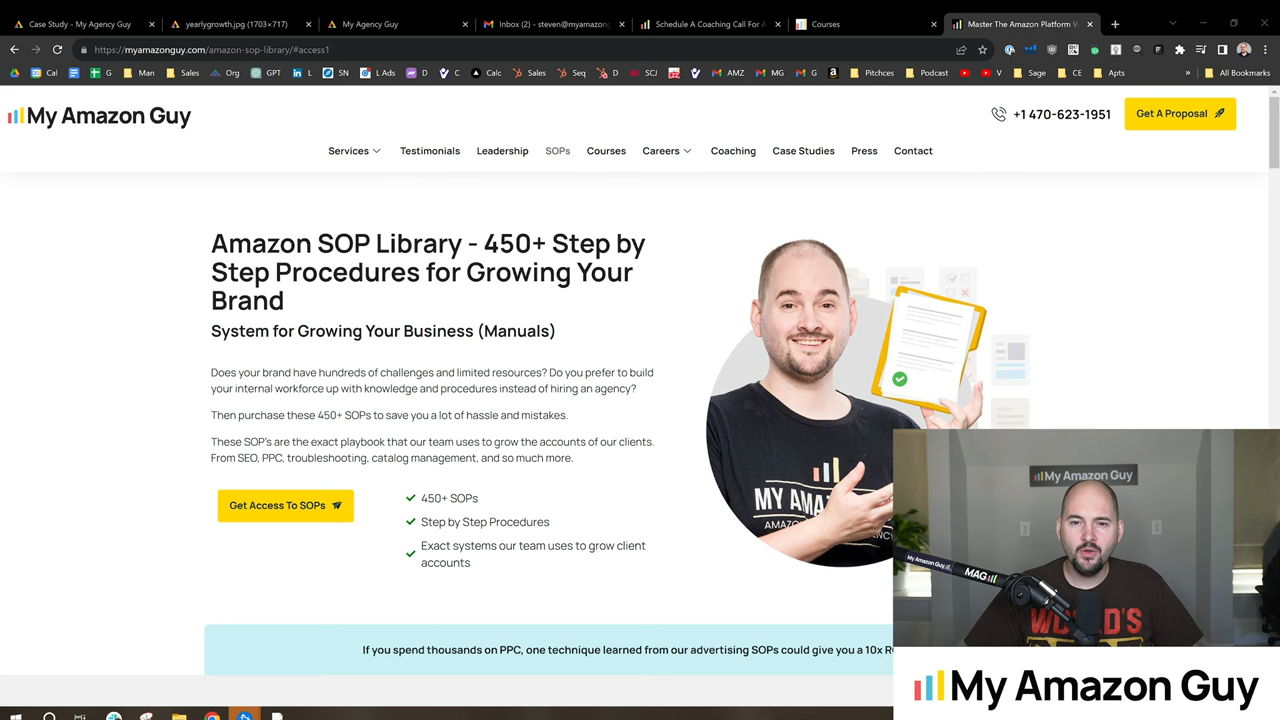 Case Study - My Agency Guy
yearlygrowth.jpg (1703×717)
My Agency Guy
Inbox (2) - steven@myamazon
Schedule A Coaching Call For A
Courses
Master The Amazon Platform W
https://myamazonguy.com/amazon-sop-library/#access1
Cal
G
Man
Sales
Org
GPT
L
SN
L Ads
D
C
Calc
Sales
Seq
D
SCJ
AMZ
MG
G
Pitchces
Podcast
V
Sage
CE
Apts
»
All Bookmarks
My Amazon Guy
+1 470-623-1951
Get A Proposal
Services
Testimonials
Leadership
SOPs
Courses
Careers
Coaching
Case Studies
Press
Contact
Amazon SOP Library - 450+ Step by
Step Procedures for Growing Your
Brand
System for Growing Your Business (Manuals)
Does your brand have hundreds of challenges and limited resources? Do you prefer to build
your internal workforce up with knowledge and procedures instead of hiring an agency?
Then purchase these 450+ SOPs to save you a lot of hassle and mistakes.
These SOP's are the exact playbook that our team uses to grow the accounts of our clients.
From SEO, PPC, troubleshooting, catalog management, and so much more.
Get Access To SOPs
450+ SOPs
Step by Step Procedures
Exact systems our team uses to grow client
accounts
MY AMA
AMAZO
ENCY
If you spend thousands on PPC, one technique learned from our advertising SOPs could give you a 10x R
My Amazon Guy
My Amazon Guy
MAG
WORLD'S
My Amazon Guy